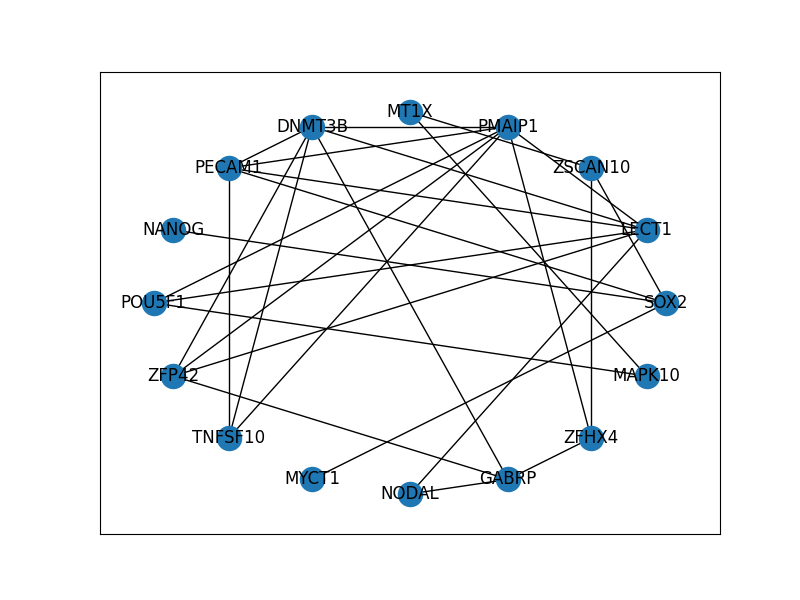 MT1X
DNMT3B
PMAIP1
PECAM1
ZSCAN10
NANOG
LECT1
POU5F1
SOX2
ZFP42
MAPK10
TNFSF10
ZFHX4
MYCT1
GABRP
NODAL